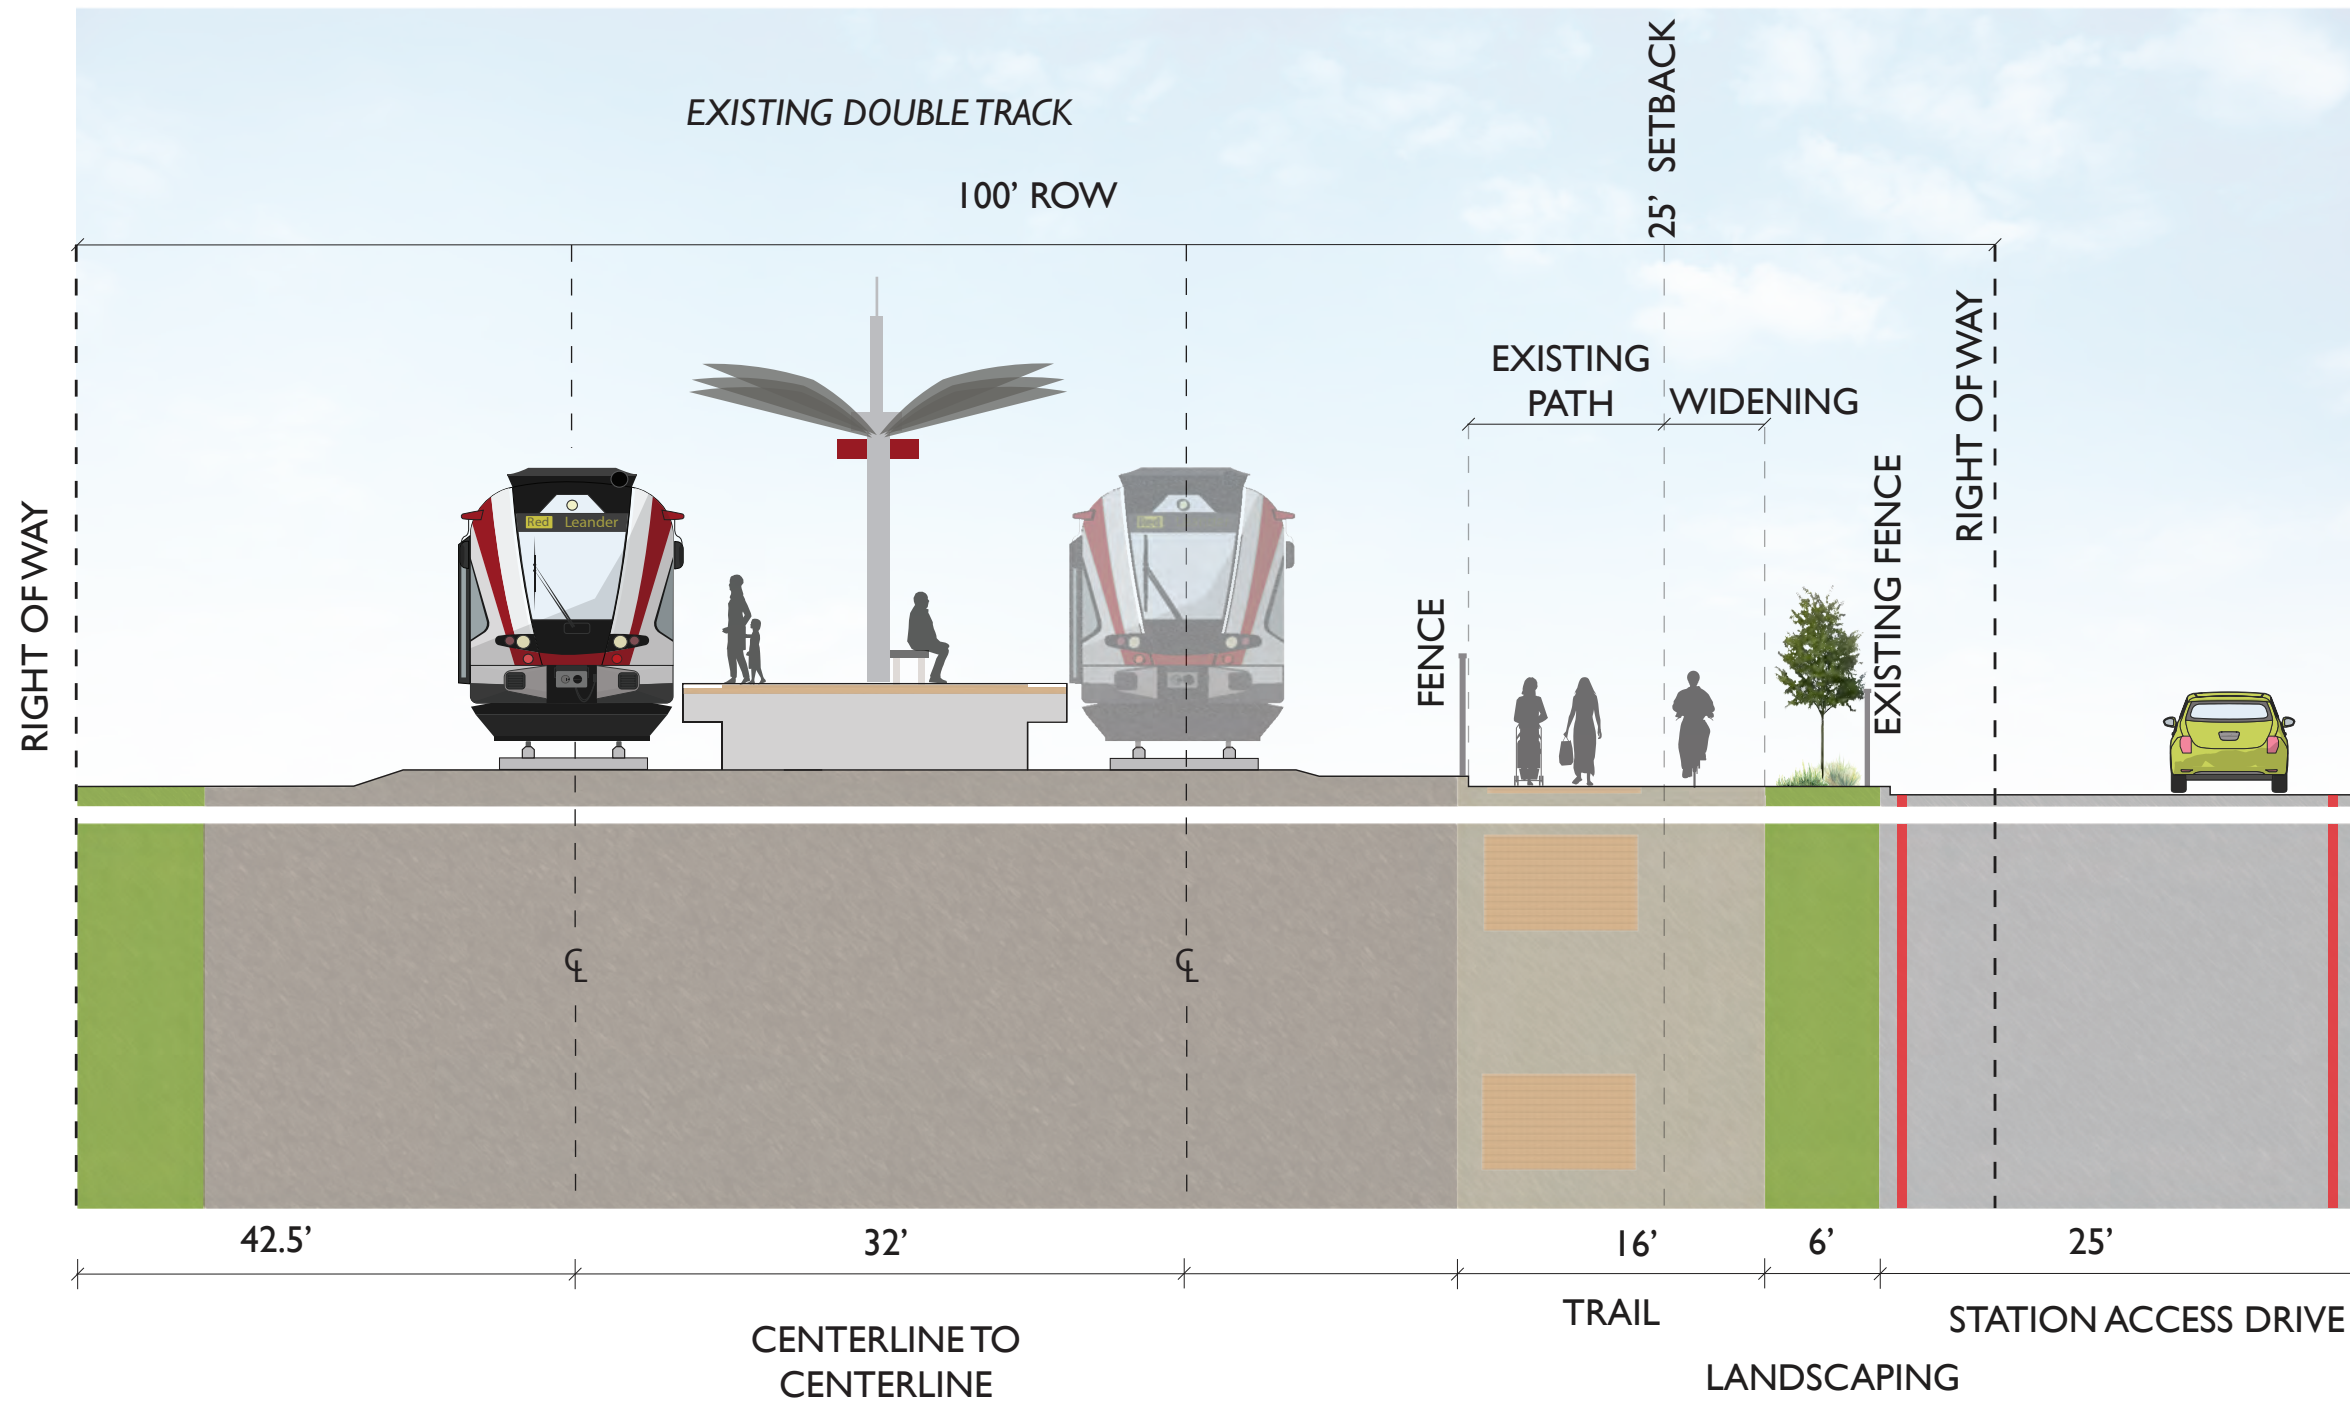 EXISTING DOUBLE TRACK
100’ ROW
25’ SETBACK
EXISTING
PATH
WIDENING
RIGHT OF WAY
RIGHT OF WAY
EXISTING FENCE
FENCE
Red Leander
Red
℄
℄
42.5’
32’
16’
6’
25’
CENTERLINE TO
CENTERLINE
TRAIL
STATION ACCESS DRIVE
LANDSCAPING